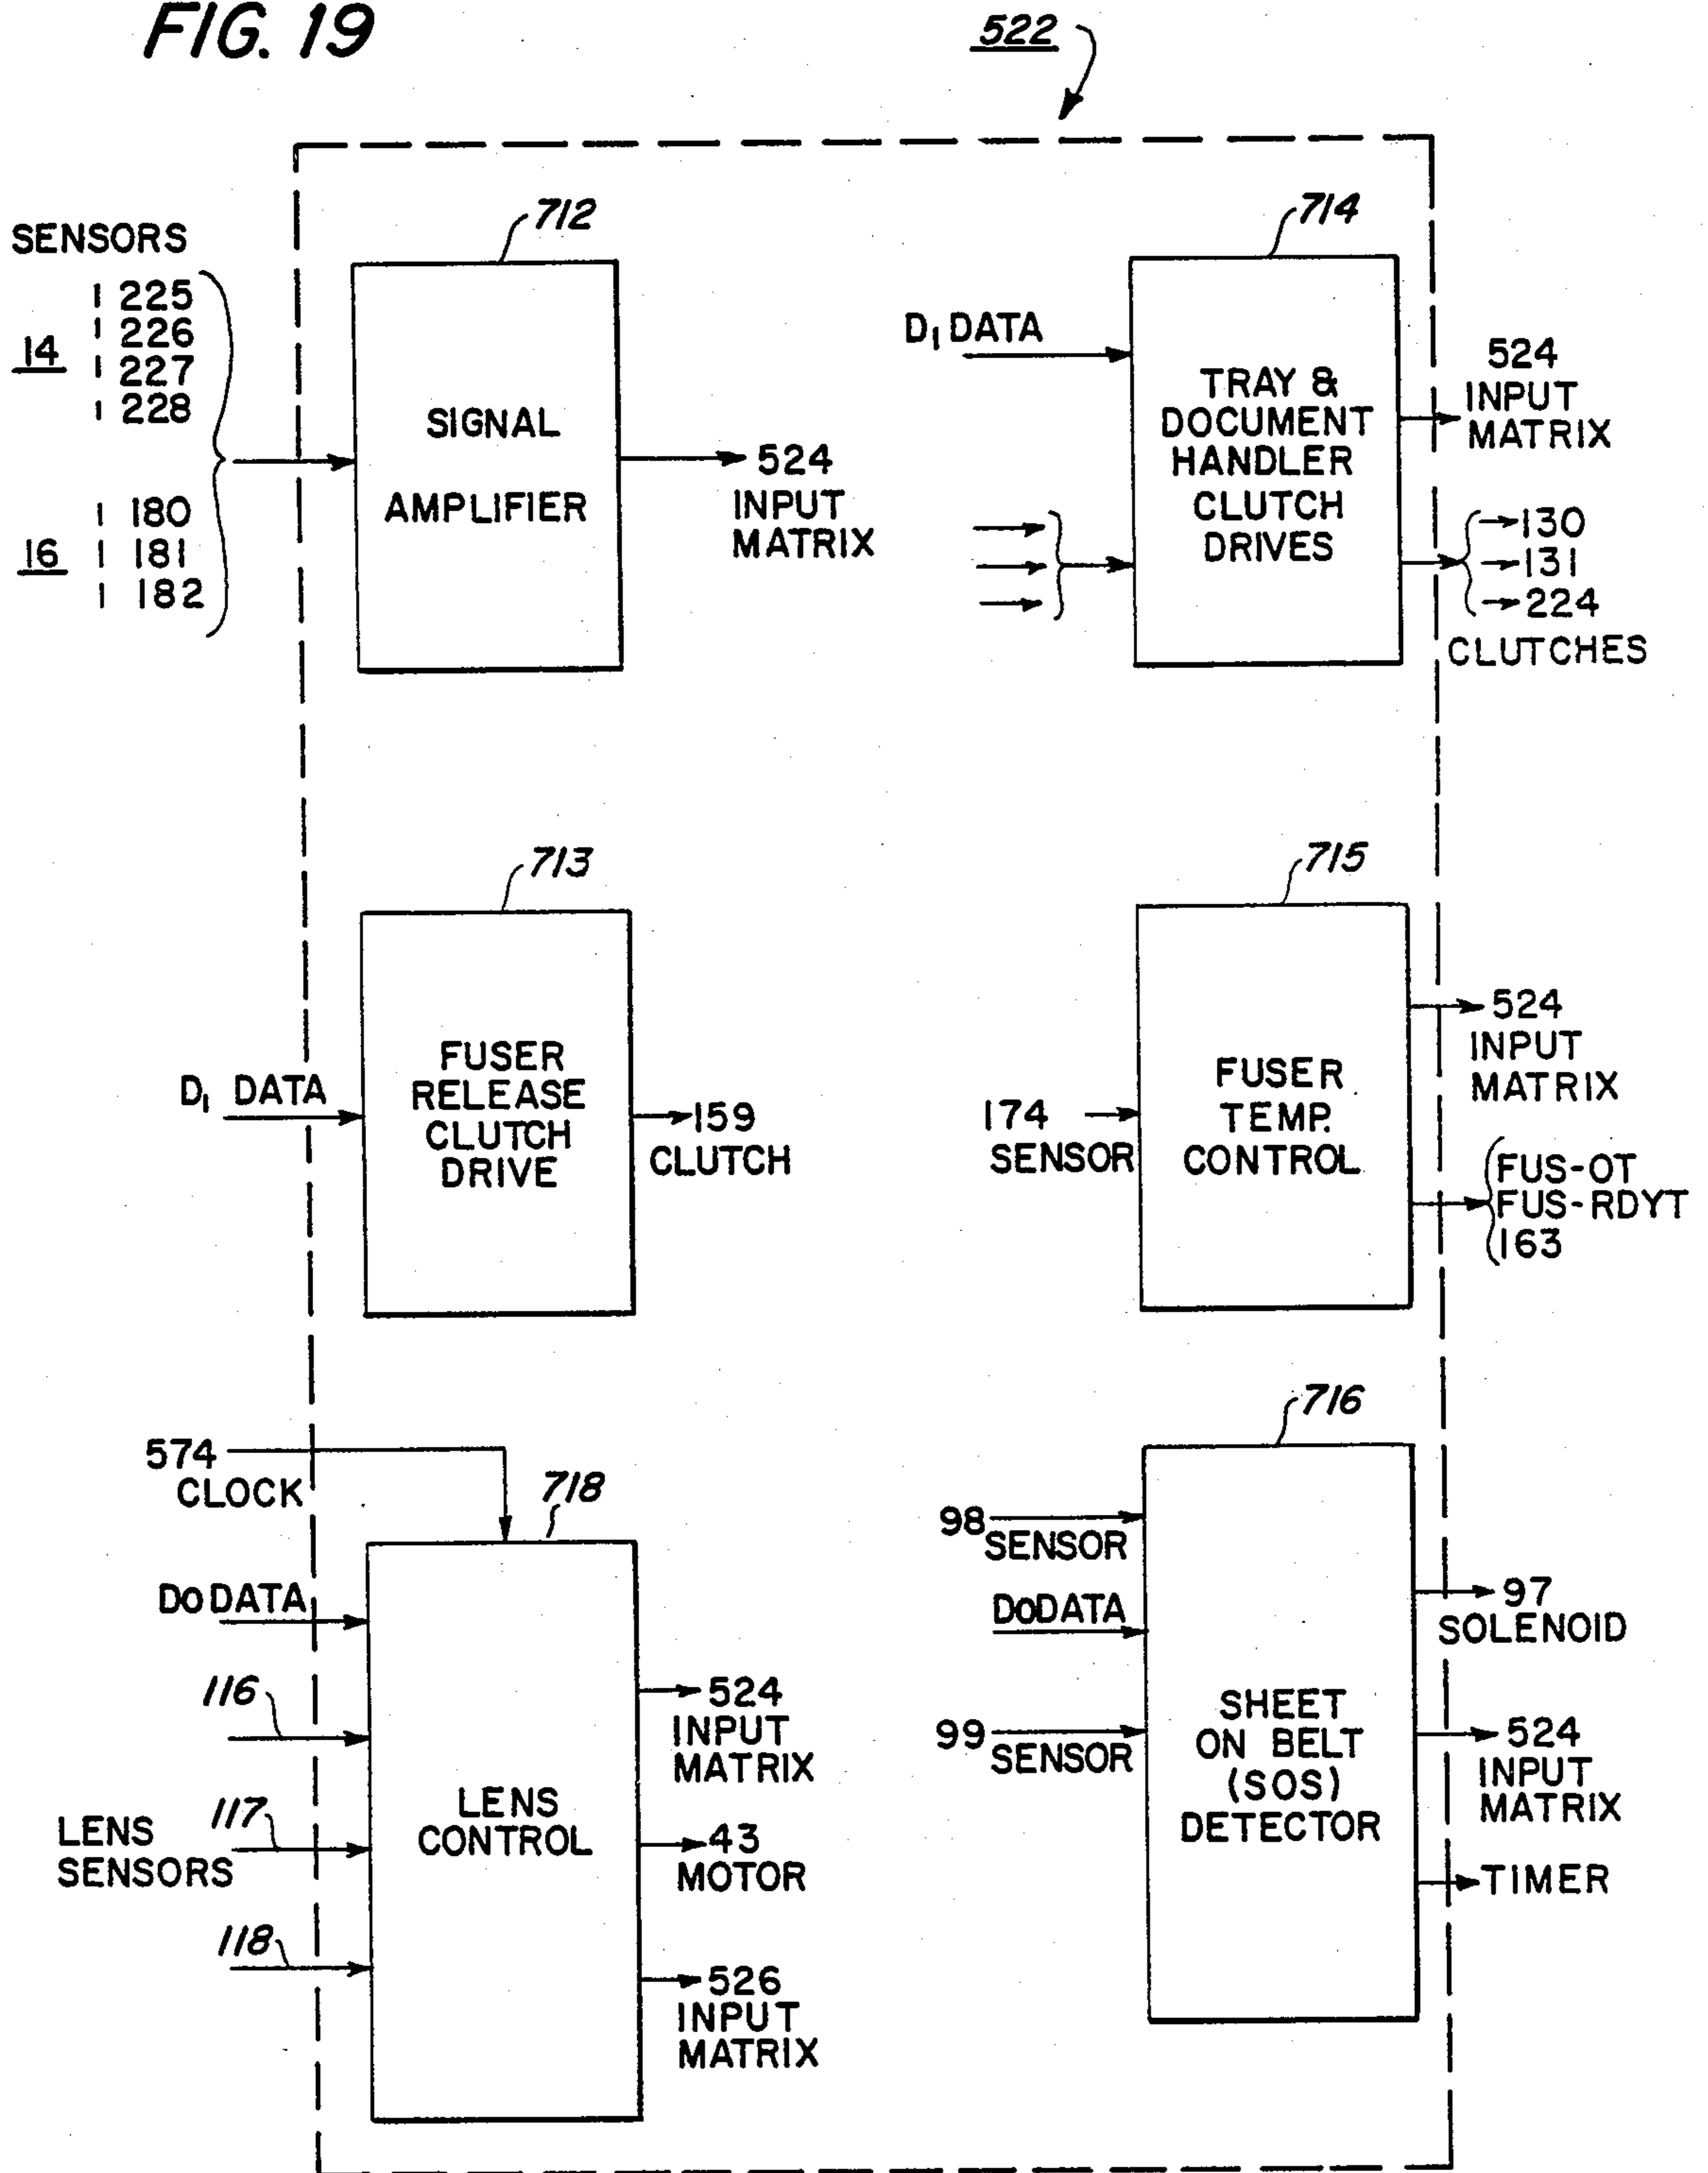 FIG. 19
522
SENSORS
14
225
226
227
228
16
180
181
182
712
SIGNAL
AMPLIFIER
524
INPUT
MATRIX
714
D1 DATA
TRAY &
DOCUMENT
HANDLER
CLUTCH
DRIVES
524
INPUT
MATRIX
130
131
224
CLUTCHES
713
D1 DATA
FUSER
RELEASE
CLUTCH
DRIVE
159
CLUTCH
715
174
SENSOR
FUSER
TEMP.
CONTROL
524
INPUT
MATRIX
FUS-OT
FUS-RDYT
163
574
CLOCK
718
DO DATA
116
LENS
SENSORS
117
118
LENS
CONTROL
524
INPUT
MATRIX
43
MOTOR
526
INPUT
MATRIX
716
98
SENSOR
DO DATA
99
SENSOR
SHEET
ON BELT
(SOS)
DETECTOR
97
SOLENOID
524
INPUT
MATRIX
TIMER